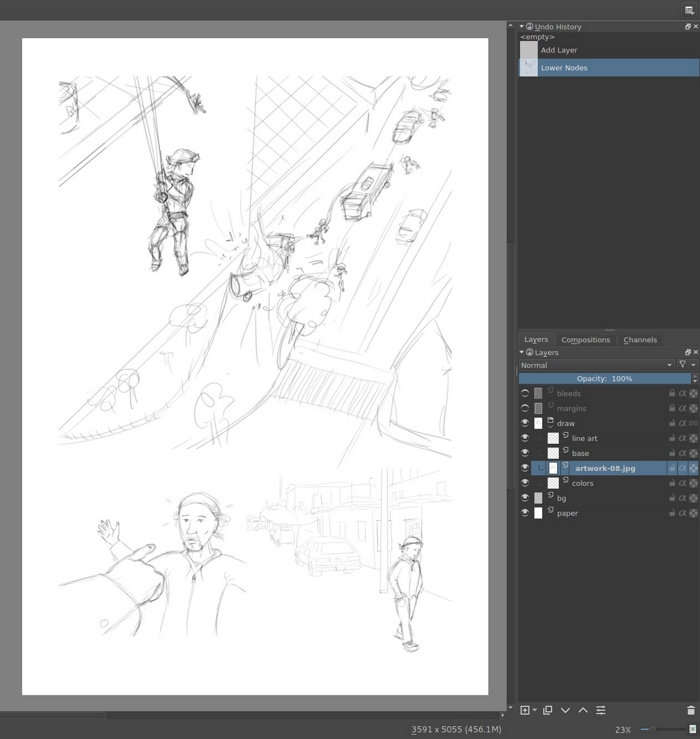 Undo History
<empty>
Add Layer
Lower Nodes
Layers
Compositions
Channels
Layers
Normal
Opacity: 100%
bleeds
margins
draw
line art
base
artwork-08.jpg
colors
bg
paper
3591 x 5055 (456.1M)
23%